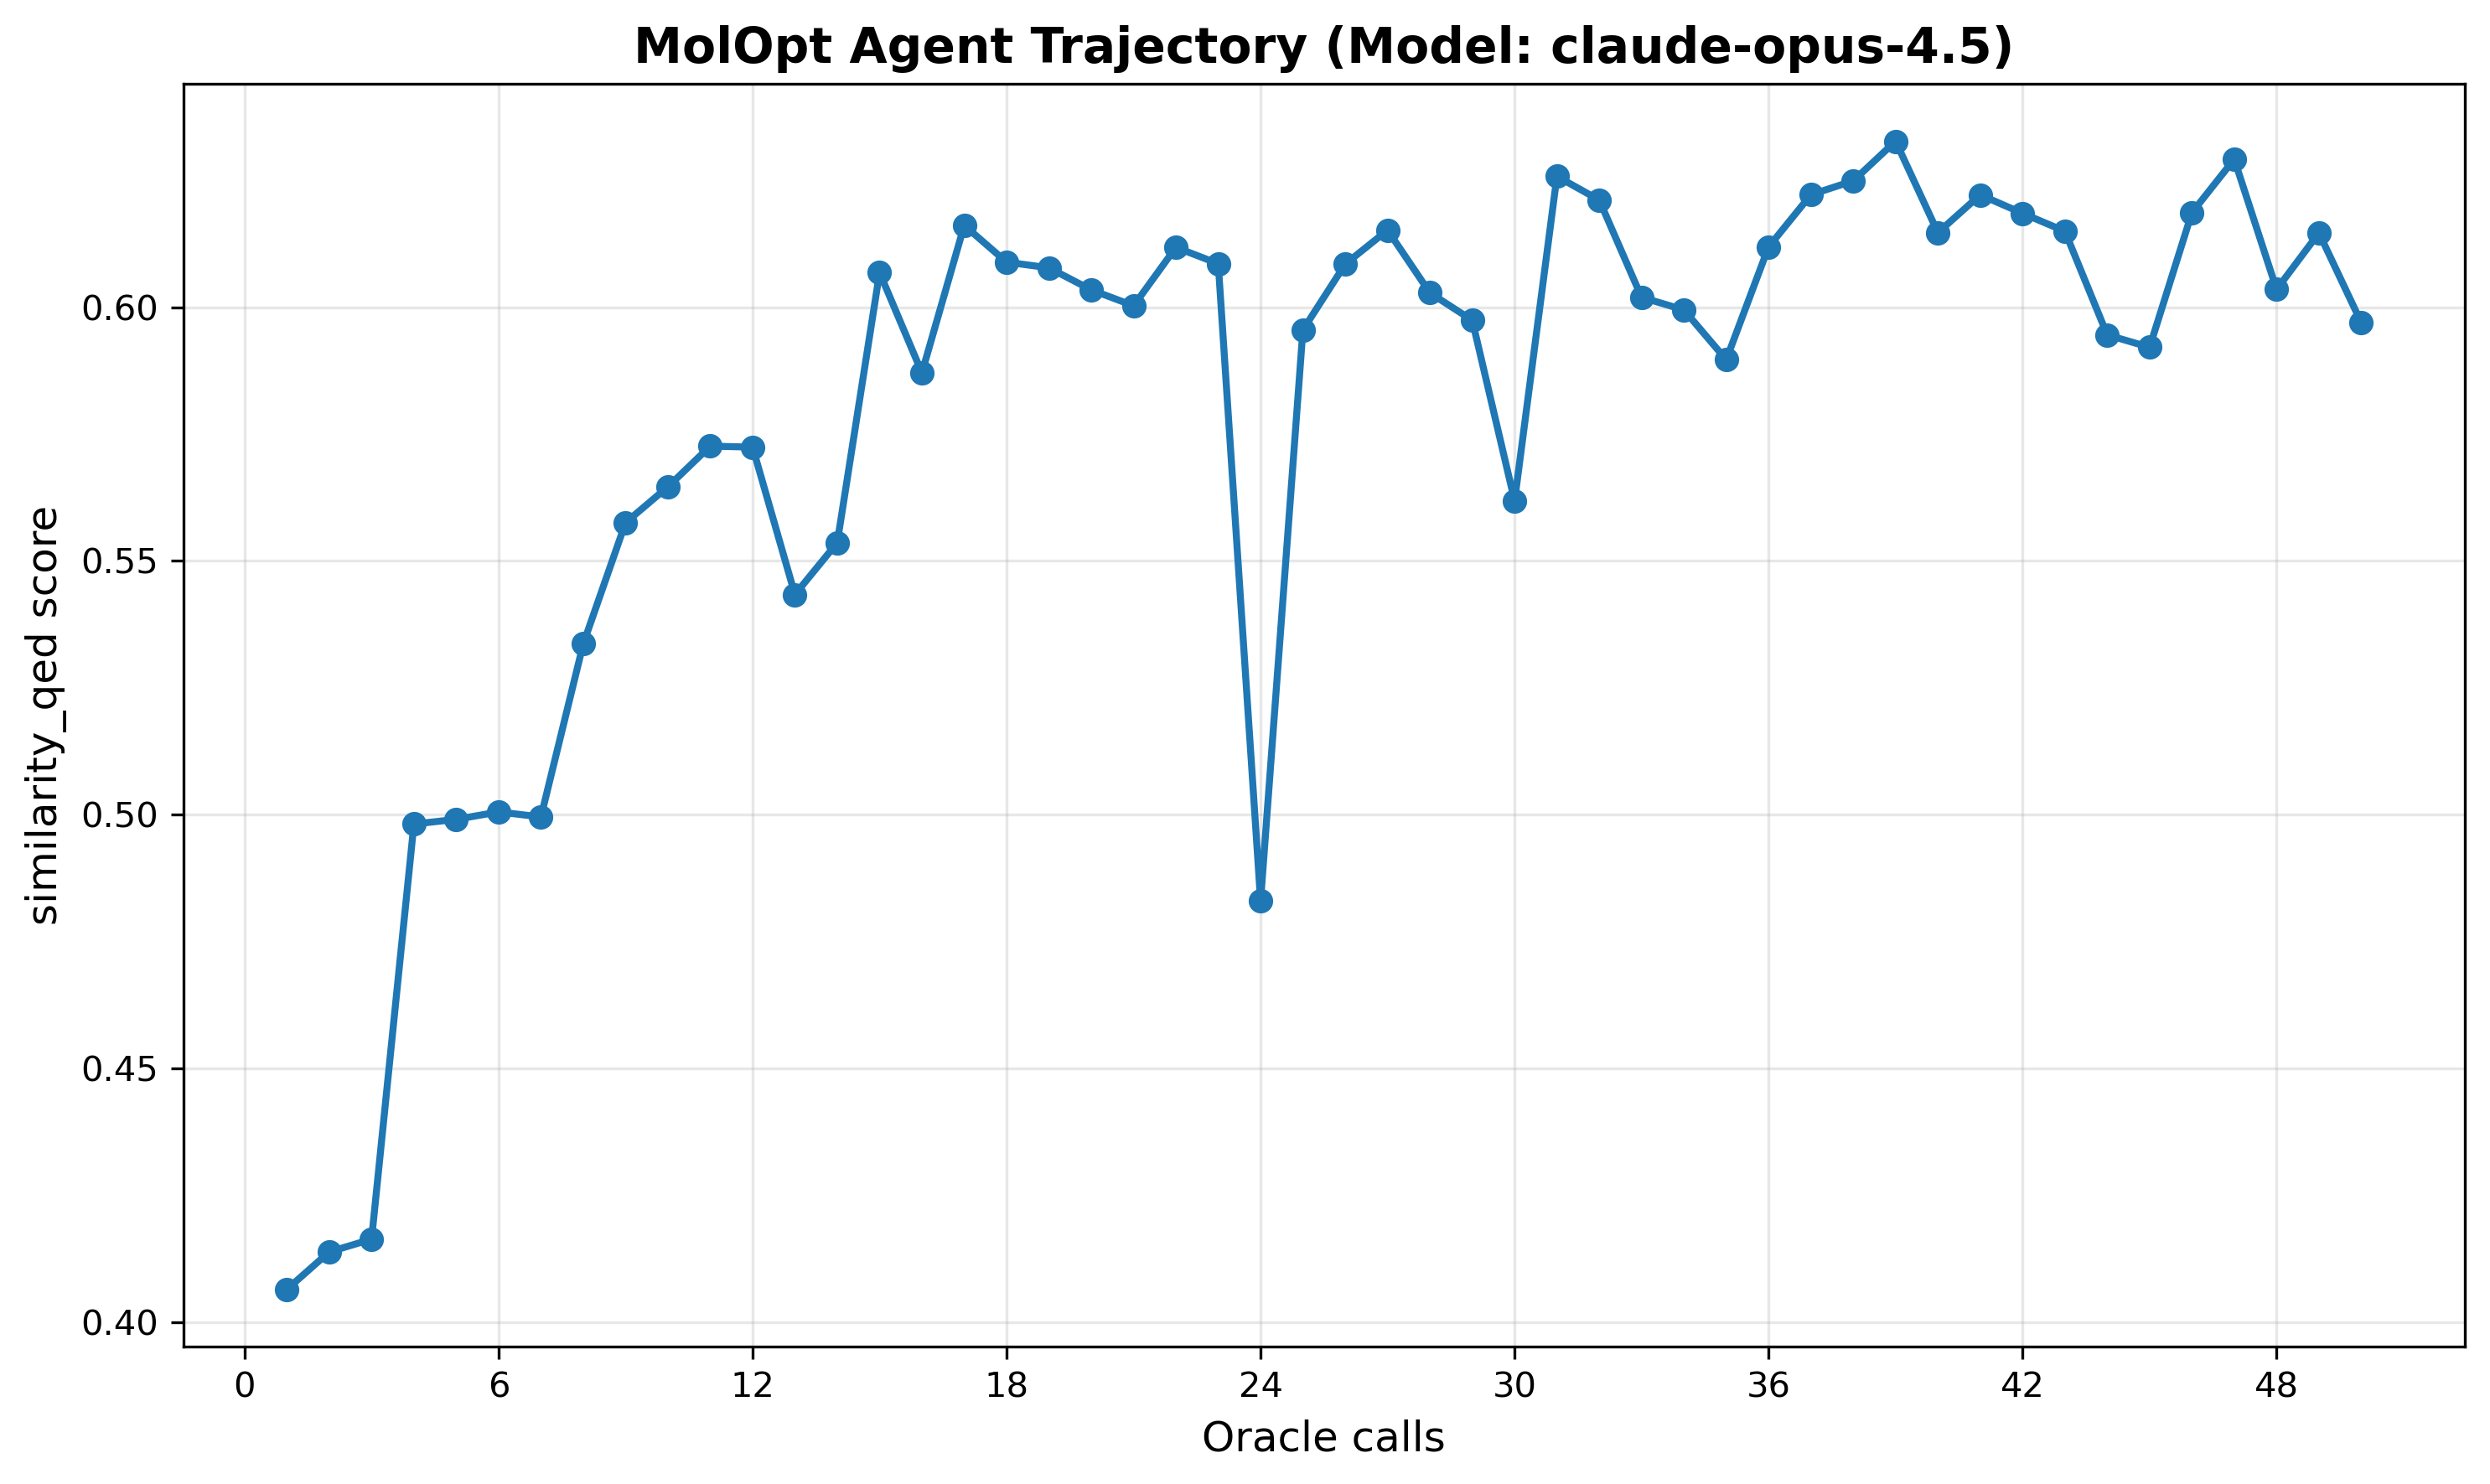 MolOpt Agent Trajectory (Model: claude-opus-4.5)
similarity_qed score
0.60
0.55
0.50
0.45
0.40
0 6 12 18 24 30 36 42 48
Oracle calls